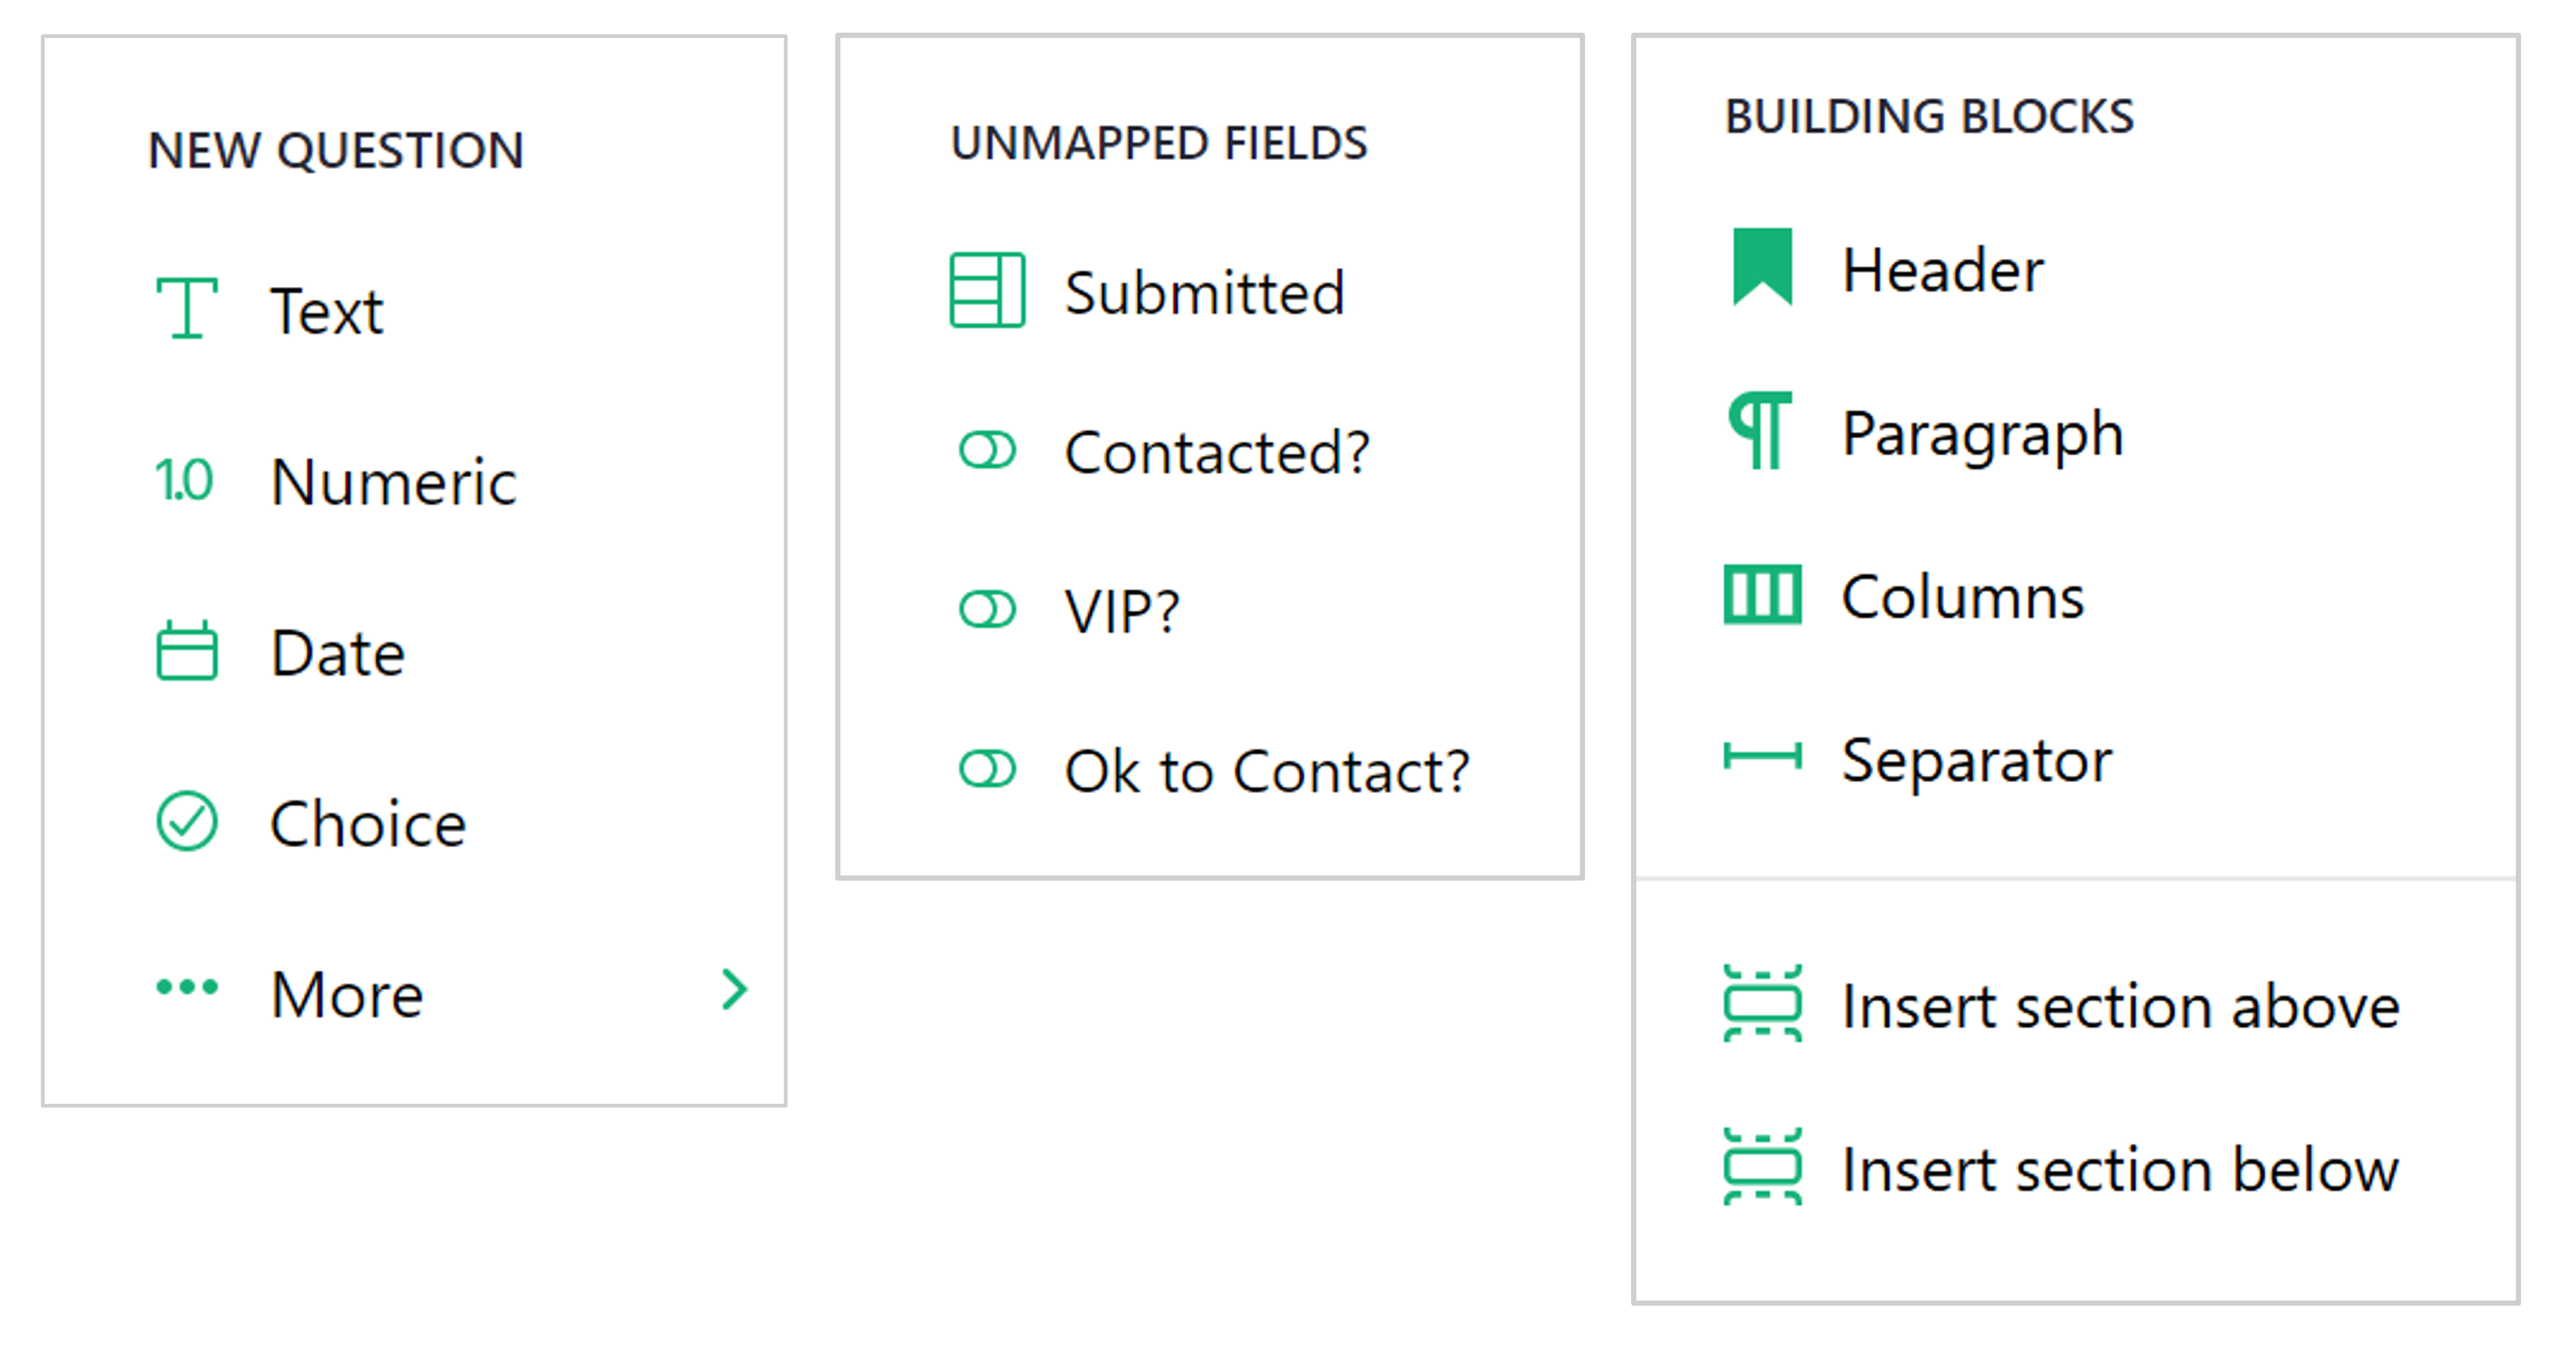 NEW QUESTION
Text
1.0 Numeric
Date
Choice
More
UNMAPPED FIELDS
Submitted
Contacted?
VIP?
Ok to Contact?
BUILDING BLOCKS
Header
Paragraph
Columns
Separator
Insert section above
Insert section below